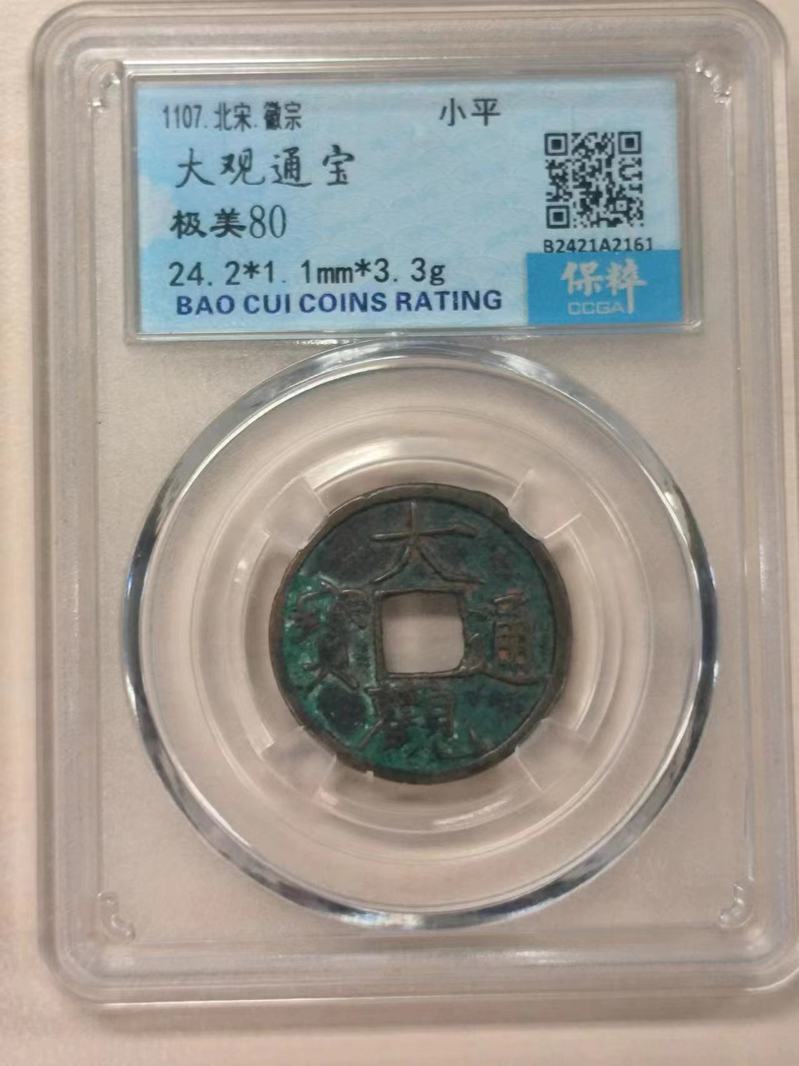 1107.北宋.徽宗 小平
大观通宝
极美80
B2421A2161
24.2*1.1mm*3.3g
保粹
CCGA
BAO CUI COINS RATING
大
寳 通
觀